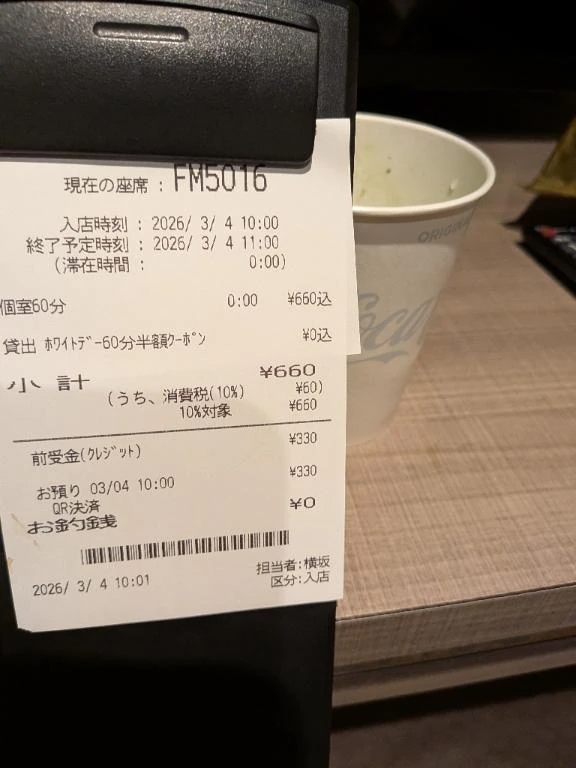 現在の座席 : FM5016
入店時刻 : 2026/ 3/ 4 10:00
終了予定時刻 : 2026/ 3/ 4 11:00
(滞在時間 : 0:00)
個室60分 0:00 ¥660込
貸出 ホワイトデー60分半額クーポン ¥0込
小計 ¥660
(うち、消費税(10%) ¥60)
10%対象 ¥660
前受金(クレジット) ¥330
お預り 03/04 10:00 ¥330
QR決済
お釣銭 ¥0
担当者:横坂
2026/ 3/ 4 10:01 区分:入店
ORIGINAL
Coca